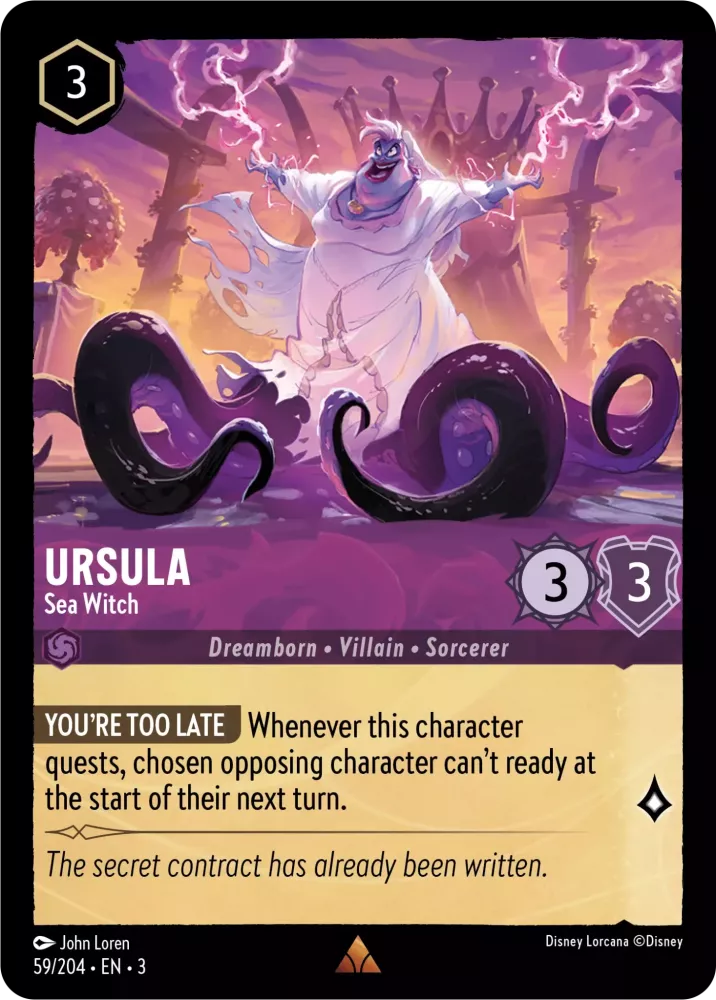 3
URSULA
Sea Witch
3
3
Dreamborn • Villain • Sorcerer
YOU'RE TOO LATE Whenever this character
quests, chosen opposing character can't ready at
the start of their next turn.
The secret contract has already been written.
John Loren
Disney Lorcana ©Disney
59/204 • EN • 3